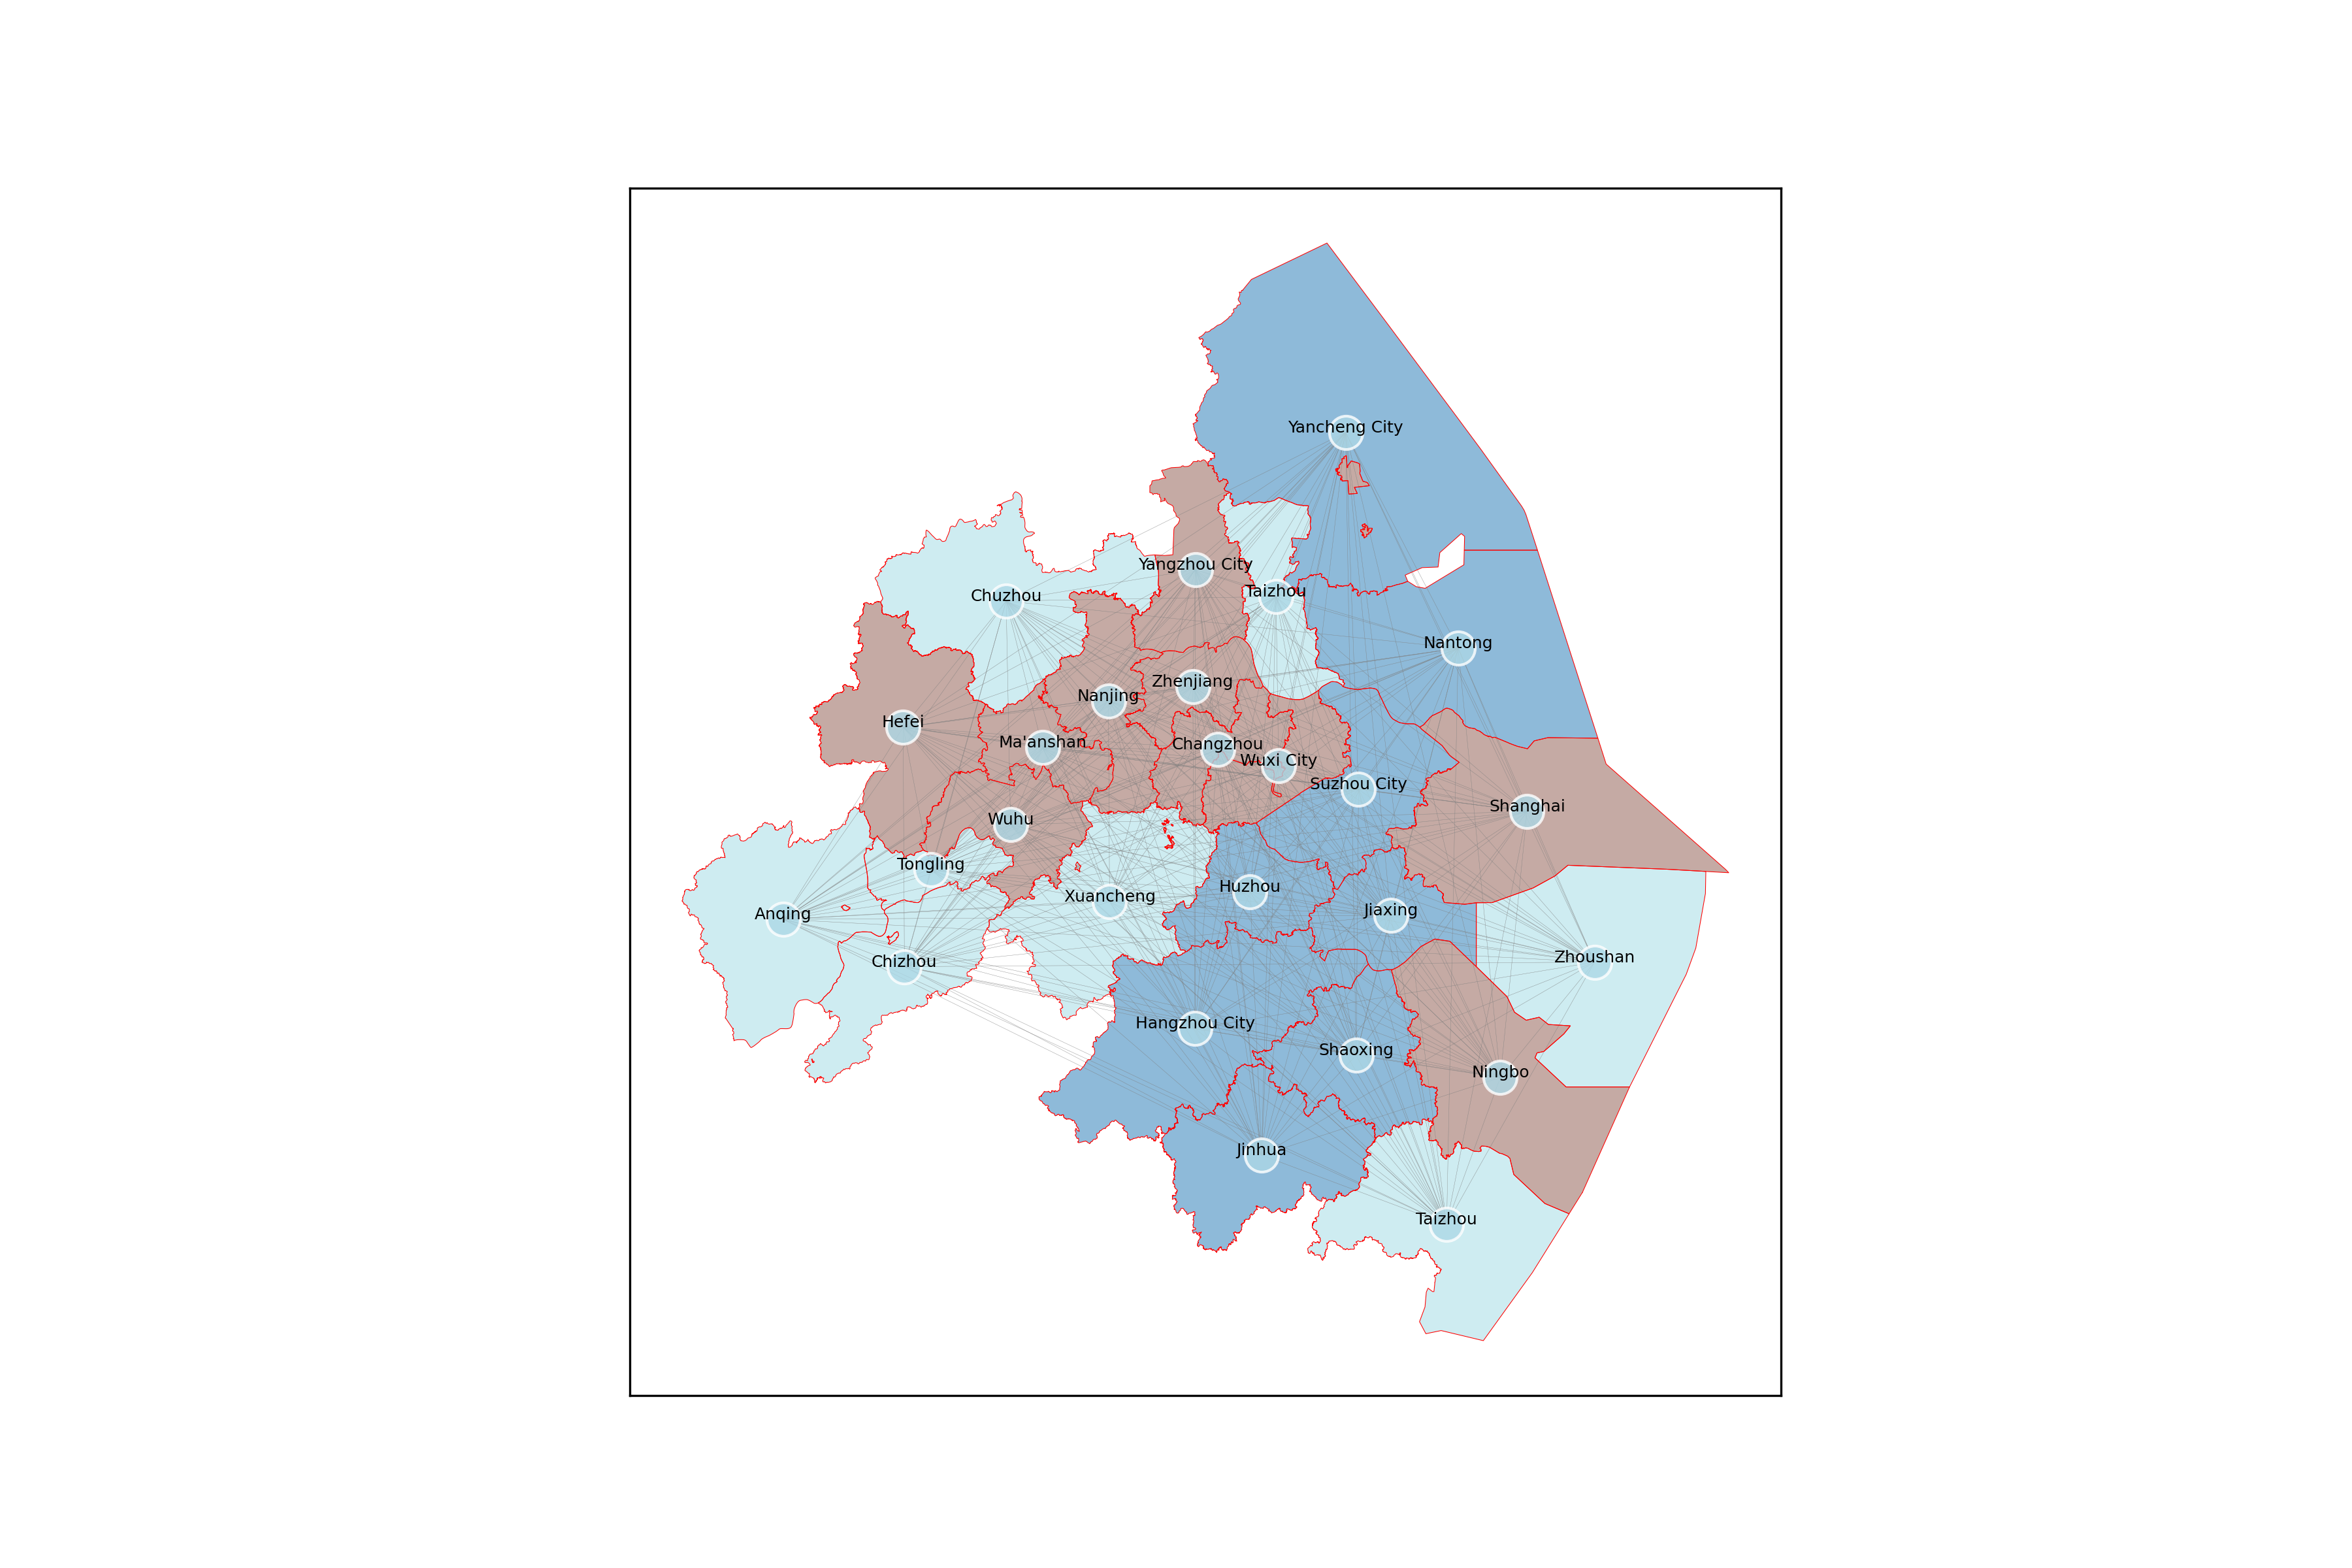 Yancheng City
Yangzhou City
Chuzhou
Taizhou
Nantong
Zhenjiang
Nanjing
Hefei
Ma'anshan
Changzhou
Wuxi City
Suzhou City
Shanghai
Wuhu
Tongling
Huzhou
Xuancheng
Jiaxing
Anqing
Zhoushan
Chizhou
Hangzhou City
Shaoxing
Ningbo
Jinhua
Taizhou